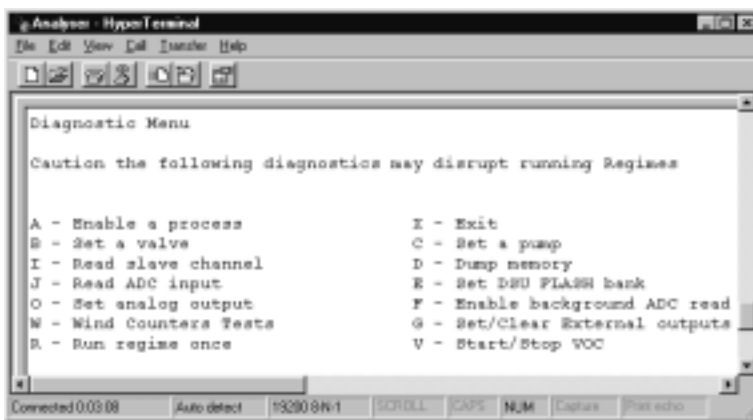 Analyser - HyperTerminal
File Edit View Call Transfer Help
Diagnostic Menu
Caution the following diagnostics may disrupt running Regimes
A - Enable a process X - Exit
B - Set a valve C - Set a pump
I - Read slave channel D - Dump memory
J - Read ADC input E - Set DSU FLASH bank
O - Set analog output F - Enable background ADC read
W - Wind Counters Tests G - Set/Clear External outputs
R - Run regime once V - Start/Stop VOC
Connected 0:03:08 Auto detect 19200 8-N-1 SCROLL CAPS NUM Capture Print echo